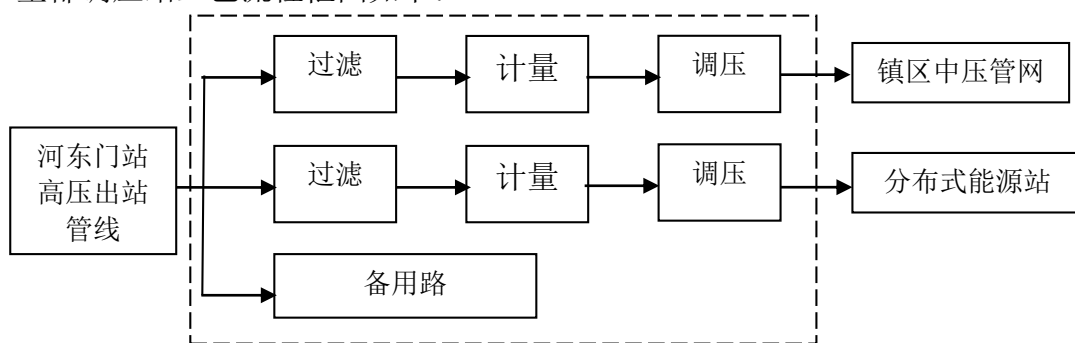 过滤
计量
调压
镇区中压管网
河东门站
高压出站
管线
过滤
计量
调压
分布式能源站
备用路